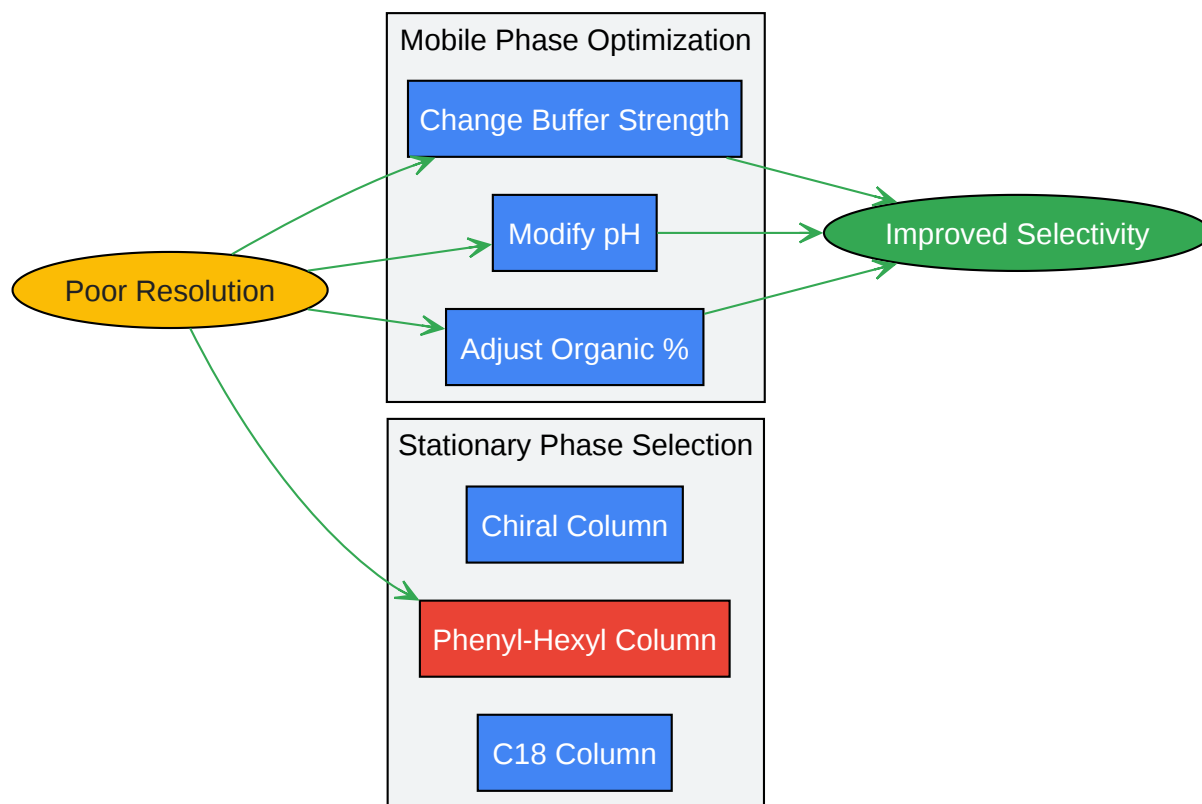 Mobile Phase Optimization
Change Buffer Strength
Modify pH
Adjust Organic %
Poor Resolution
Improved Selectivity
Stationary Phase Selection
Chiral Column
Phenyl-Hexyl Column
C18 Column